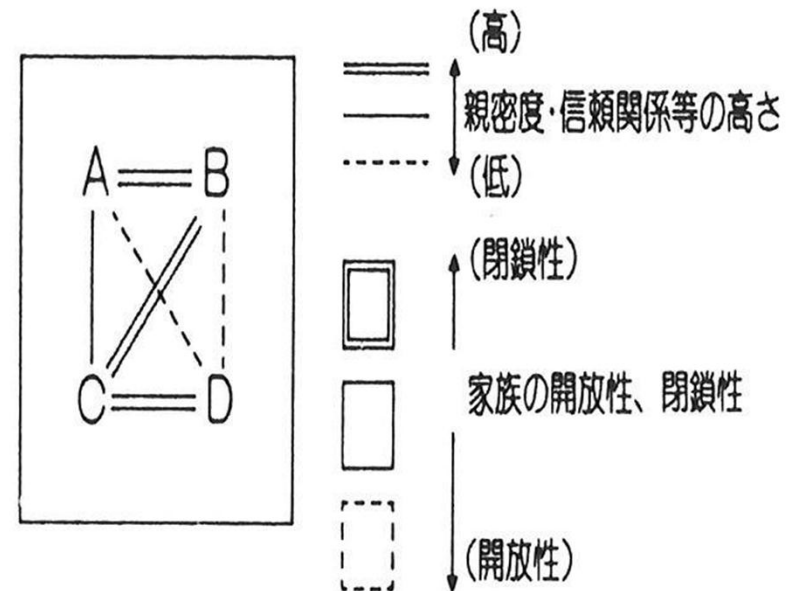 A B
C D
(高)
親密度・信頼関係等の高さ
(低)
(閉鎖性)
家族の開放性、閉鎖性
(開放性)